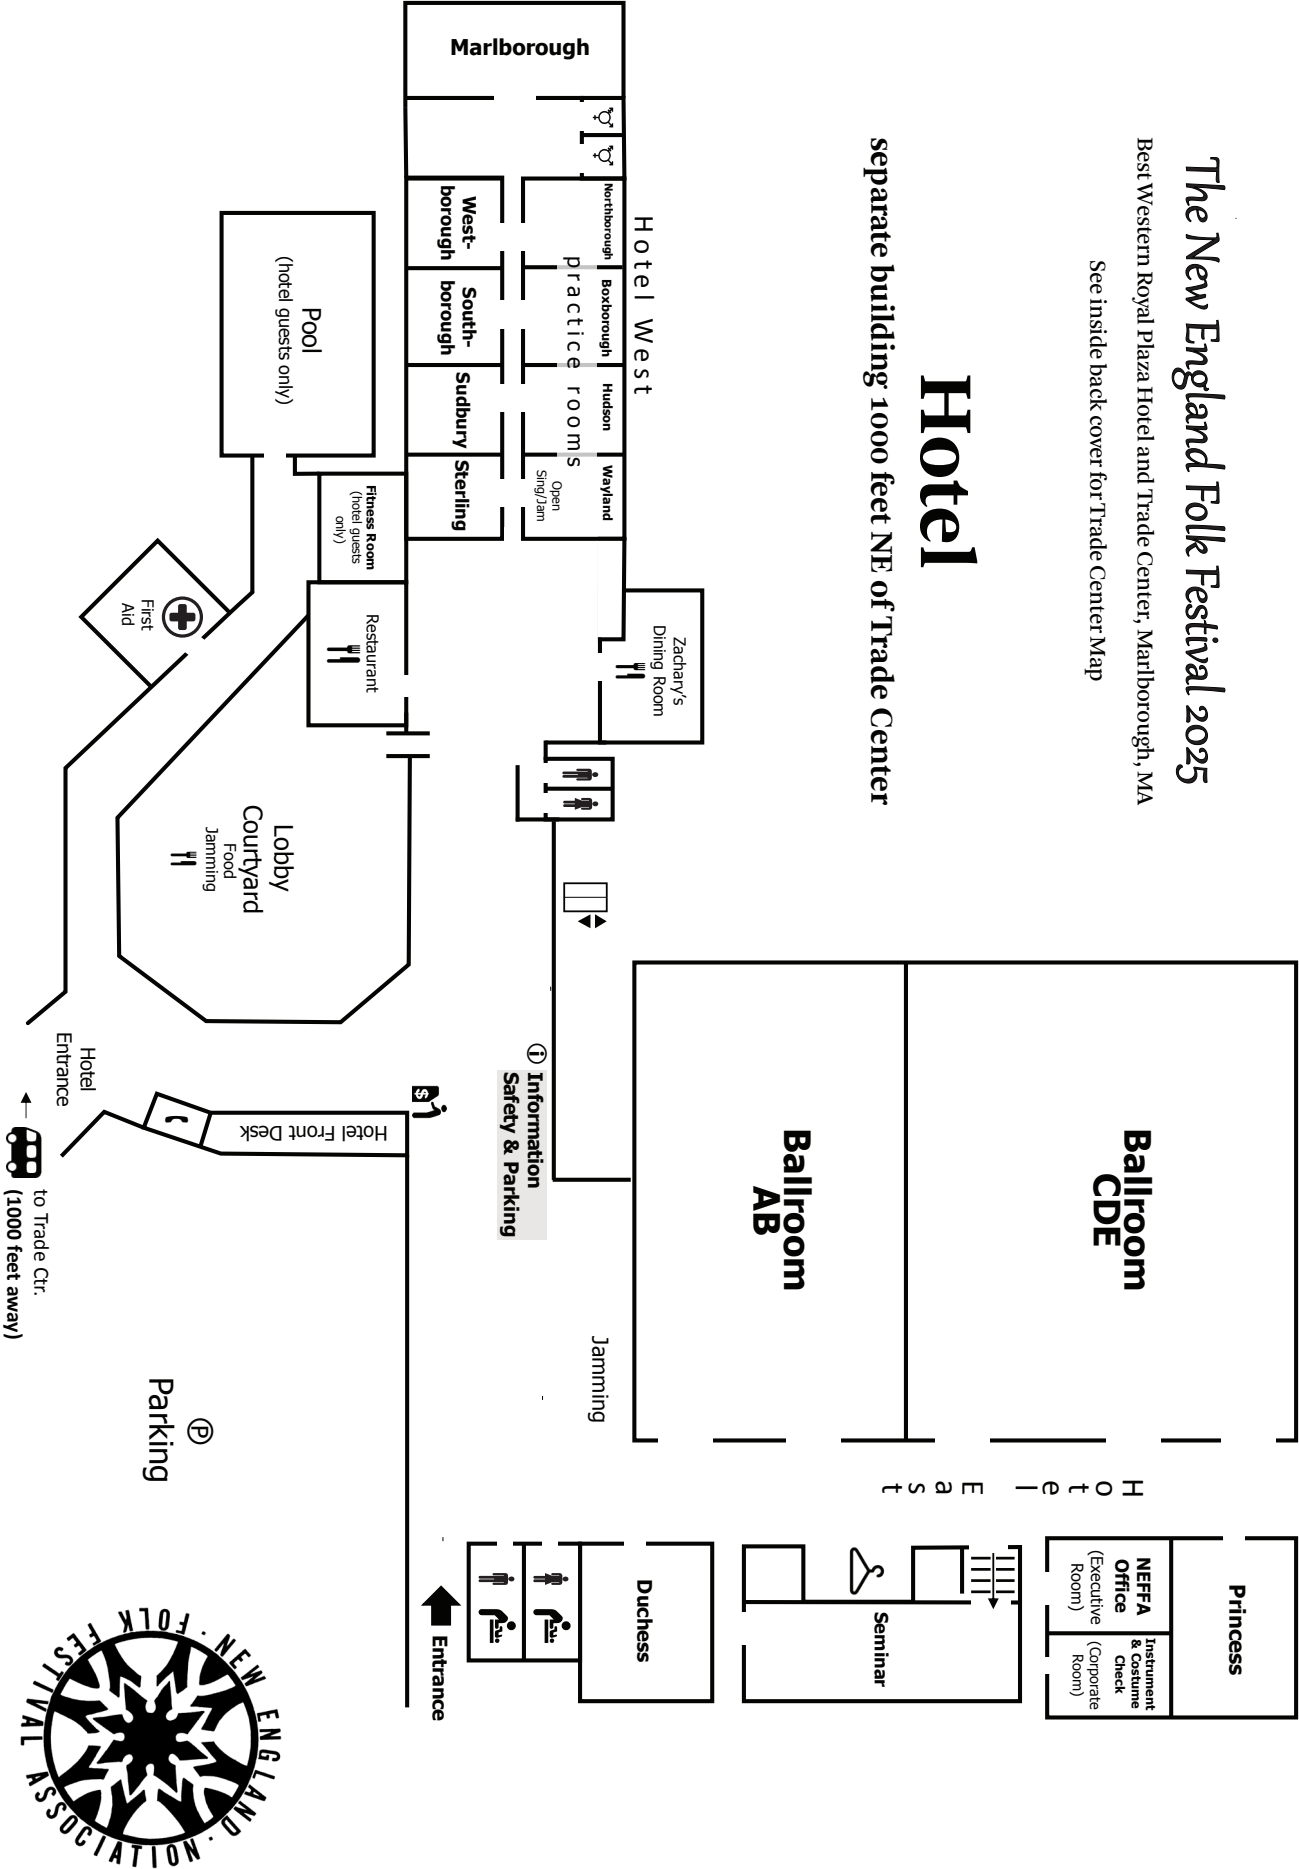 The New England Folk Festival 2025
Best Western Royal Plaza Hotel and Trade Center, Marlborough, MA
See inside back cover for Trade Center Map
Hotel
separate building 1000 feet NE of Trade Center
Marlborough
Hotel West
Northborough
Boxborough
Hudson
Wayland
practice rooms
Open
Sing/Jam
West-
borough
South-
borough
Sudbury
Sterling
Pool
(hotel guests only)
Fitness Room
(hotel guests
only)
Restaurant
Zachary's
Dining Room
First
Aid
Lobby
Courtyard
Food
Jamming
Hotel
Entrance
Hotel Front Desk
$
i Information
Safety & Parking
to Trade Ctr.
(1000 feet away)
P
Parking
Ballroom
CDE
Ballroom
AB
Jamming
Hotel East
Princess
NEFFA
Office
(Executive
Room)
Instrument
& Costume
Check
(Corporate
Room)
Seminar
Duchess
Entrance
NEW ENGLAND · FOLK FESTIVAL ASSOCIATION ·